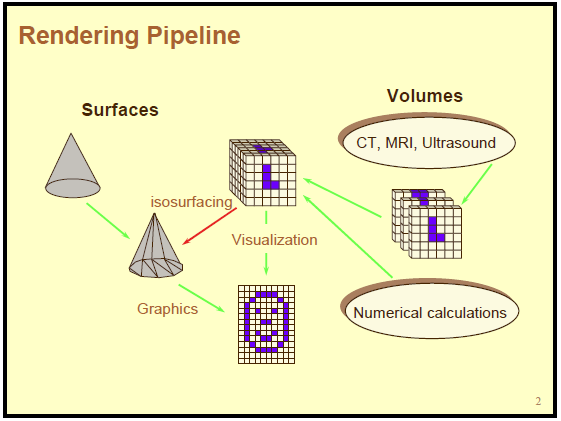 Rendering Pipeline
Surfaces
Volumes
CT, MRI, Ultrasound
isosurfacing
Visualization
Graphics
Numerical calculations
2